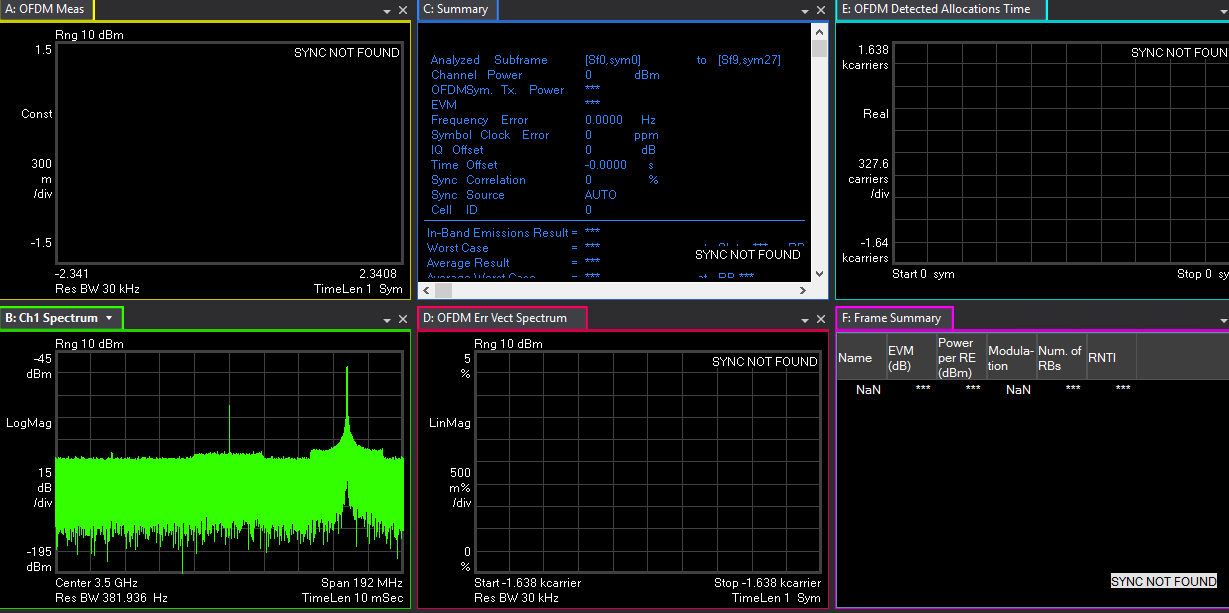 A: OFDM Meas
Rng 10 dBm
1.5
SYNC NOT FOUND
Const
300
m
/div
-1.5
-2.341
2.3408
Res BW 30 kHz
TimeLen 1 Sym
C: Summary
Analyzed Subframe [Sf0,sym0] to [Sf9,sym27]
Channel Power 0 dBm
OFDMSym. Tx. Power ***
EVM ***
Frequency Error 0.0000 Hz
Symbol Clock Error 0 ppm
IQ Offset 0 dB
Time Offset -0.0000 s
Sync Correlation 0 %
Sync Source AUTO
Cell ID 0
In-Band Emissions Result = ***
Worst Case = ***
Average Result = ***
Average Worst Case = *** at RB ***
SYNC NOT FOUND
E: OFDM Detected Allocations Time
1.638
kcarriers
SYNC NOT FOUN
Real
327.6
carriers
/div
-1.64
kcarriers
Start 0 sym
Stop 0 sy
B: Ch1 Spectrum
Rng 10 dBm
-45
dBm
LogMag
15
dB
/div
-195
dBm
Center 3.5 GHz
Span 192 MHz
Res BW 381.936 Hz
TimeLen 10 mSec
D: OFDM Err Vect Spectrum
Rng 10 dBm
5
%
SYNC NOT FOUND
LinMag
500
m%
/div
0
%
Start -1.638 kcarrier
Stop -1.638 kcarrier
Res BW 30 kHz
TimeLen 1 Sym
F: Frame Summary
Name EVM (dB) Power per RE (dBm) Modula-tion Num. of RBs RNTI
NaN *** *** NaN *** ***
SYNC NOT FOUND